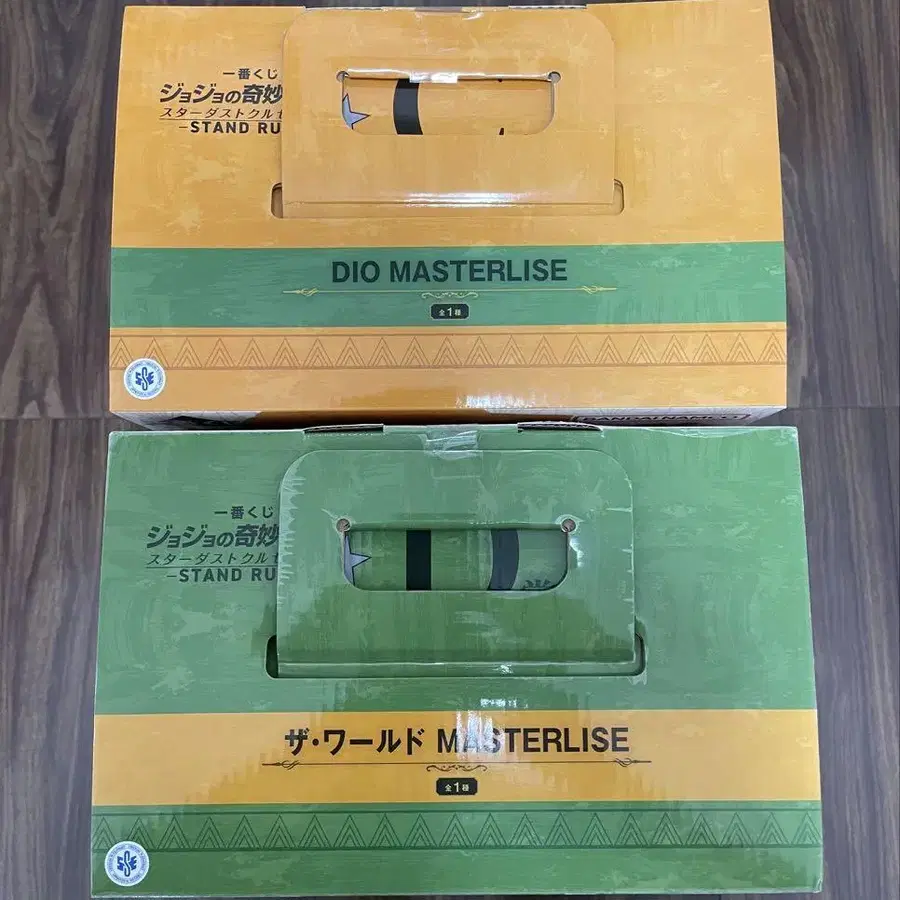 一番くじ
ジョジョの奇妙
スターダストクル
—STAND RU
DIO MASTERLISE
全1種
一番くじ
ジョジョの奇妙
スターダストクル
—STAND RU
ザ・ワールド MASTERLISE
全1種